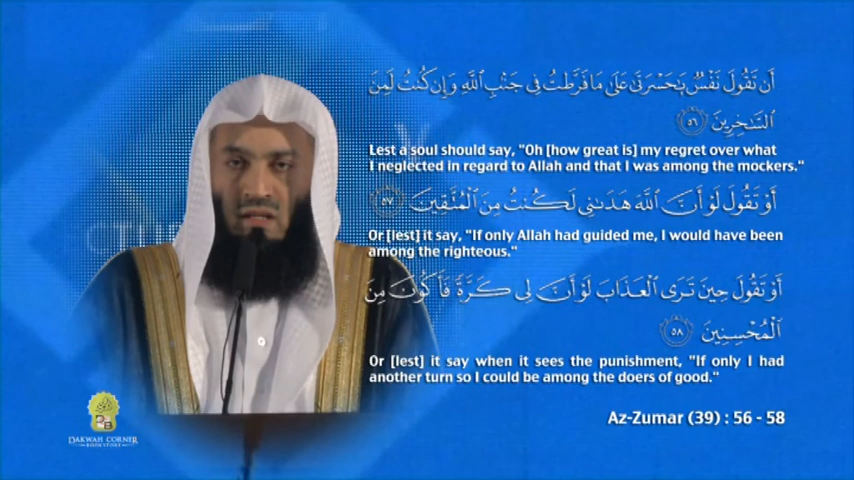 أَن تَقُولَ نَفْسٌ يَٰحَسْرَتَىٰ عَلَىٰ مَا فَرَّطتُ فِى جَنۢبِ ٱللَّهِ وَإِن كُنتُ لَمِنَ
ٱلسَّٰخِرِينَ ٥٦
Lest a soul should say, "Oh [how great is] my regret over what
I neglected in regard to Allah and that I was among the mockers."
أَوْ تَقُولَ لَوْ أَنَّ ٱللَّهَ هَدَىٰنِى لَكُنتُ مِنَ ٱلْمُتَّقِينَ ٥٧
Or [lest] it say, "If only Allah had guided me, I would have been
among the righteous."
أَوْ تَقُولَ حِينَ تَرَى ٱلْعَذَابَ لَوْ أَنَّ لِى كَرَّةً فَأَكُونَ مِنَ
ٱلْمُحْسِنِينَ ٥٨
Or [lest] it say when it sees the punishment, "If only I had
another turn so I could be among the doers of good."
Az-Zumar (39) : 56 - 58
DAKWAH CORNER
BOOKSTORE